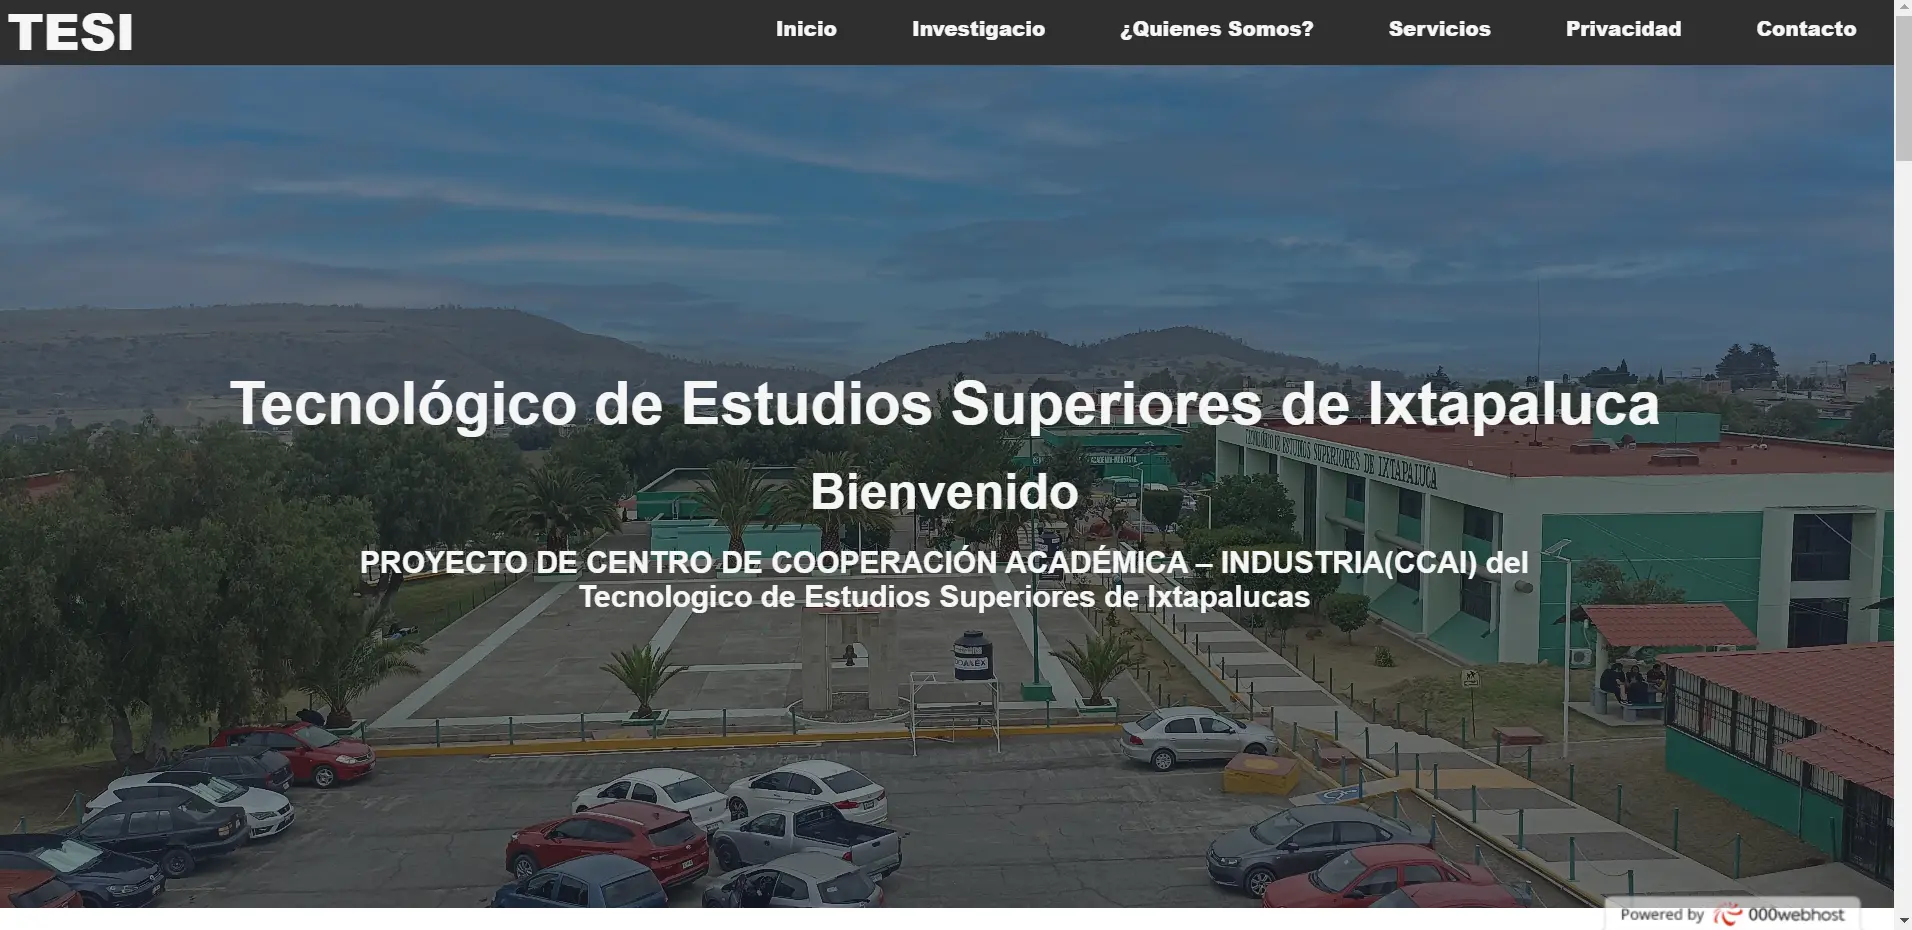 TESI
Inicio
Investigacio
¿Quienes Somos?
Servicios
Privacidad
Contacto
Tecnológico de Estudios Superiores de Ixtapaluca
Bienvenido
PROYECTO DE CENTRO DE COOPERACIÓN ACADÉMICA – INDUSTRIA(CCAI) del
Tecnologico de Estudios Superiores de Ixtapalucas
TECNOLÓGICO DE ESTUDIOS SUPERIORES DE IXTAPALUCA
ACADEMIA-INDUSTRIA
Powered by 000webhost